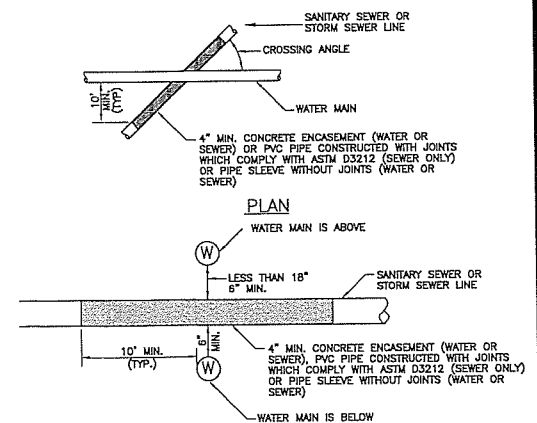 SANITARY SEWER OR
STORM SEWER LINE
CROSSING ANGLE
10'
MIN.
(TYP)
WATER MAIN
4" MIN. CONCRETE ENCASEMENT (WATER OR
SEWER) OR PVC PIPE CONSTRUCTED WITH JOINTS
WHICH COMPLY WITH ASTM D3212 (SEWER ONLY)
OR PIPE SLEEVE WITHOUT JOINTS (WATER OR
SEWER)
PLAN
WATER MAIN IS ABOVE
W
LESS THAN 18"
6" MIN.
SANITARY SEWER OR
STORM SEWER LINE
10' MIN.
(TYP.)
6"
MIN.
W
4" MIN. CONCRETE ENCASEMENT (WATER OR
SEWER), PVC PIPE CONSTRUCTED WITH JOINTS
WHICH COMPLY WITH ASTM D3212 (SEWER ONLY)
OR PIPE SLEEVE WITHOUT JOINTS (WATER OR
SEWER)
WATER MAIN IS BELOW